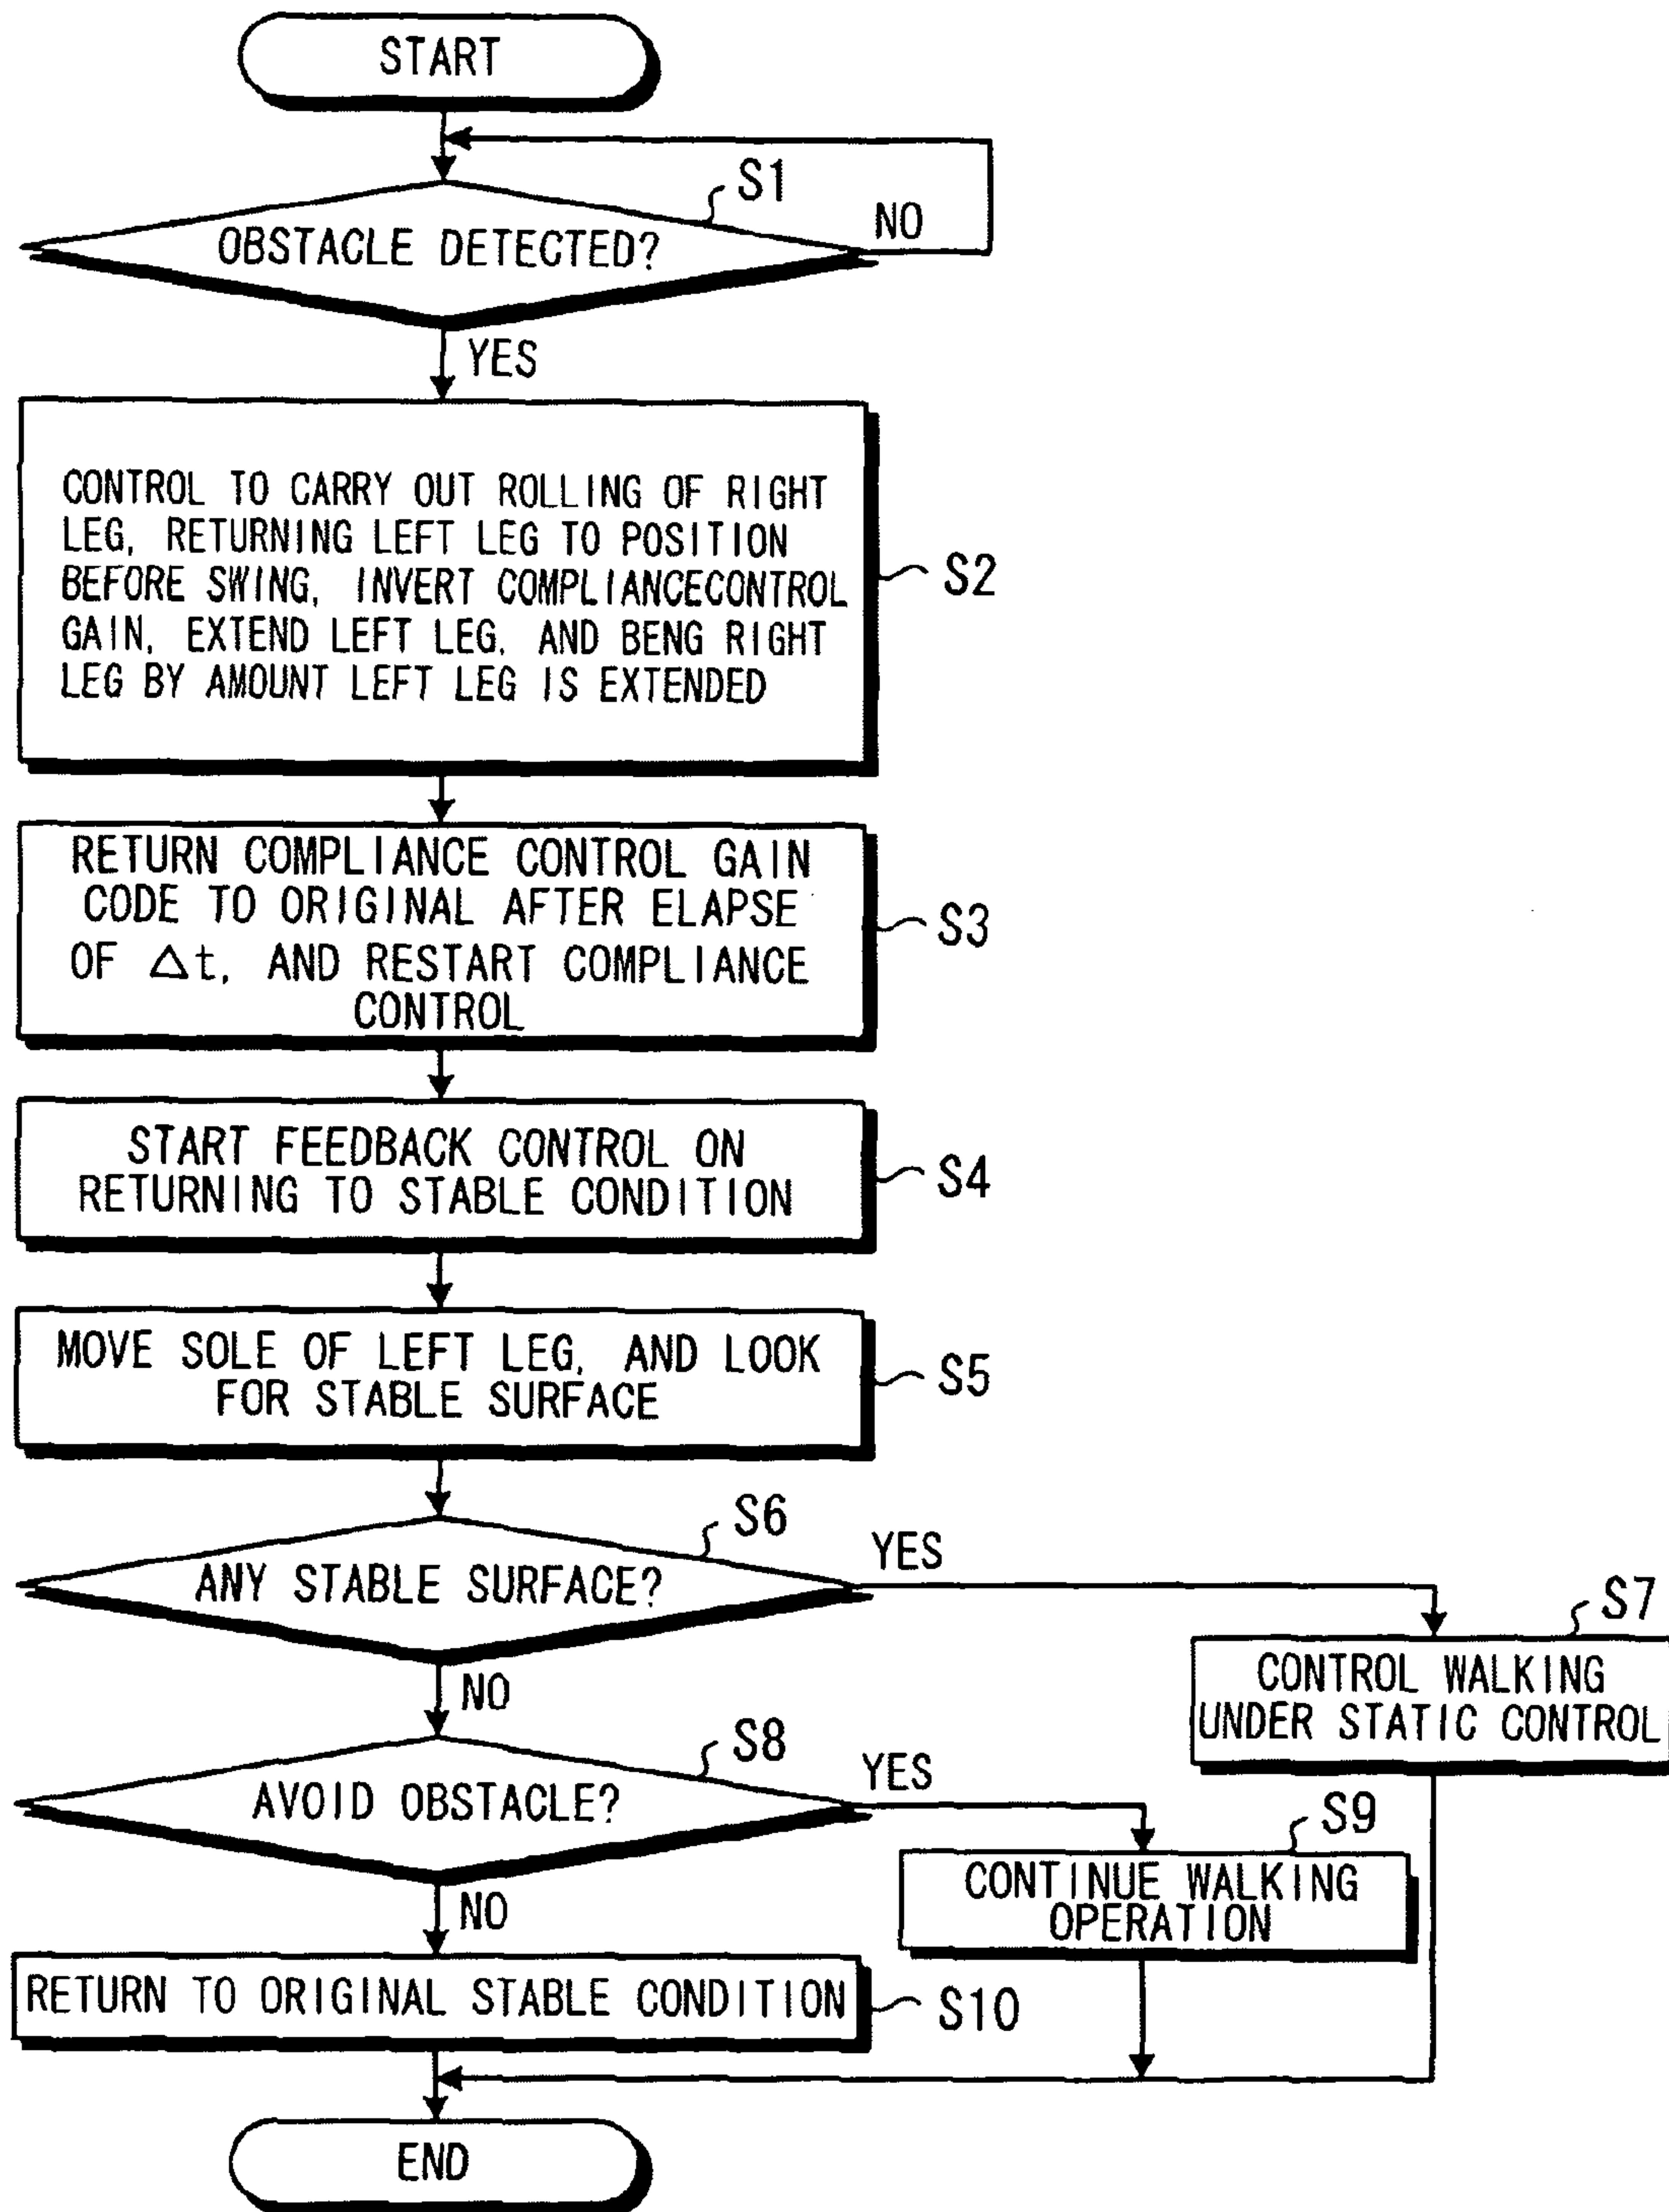 START
S1
NO
OBSTACLE DETECTED?
YES
CONTROL TO CARRY OUT ROLLING OF RIGHT
LEG, RETURNING LEFT LEG TO POSITION
BEFORE SWING, INVERT COMPLIANCECONTROL
GAIN, EXTEND LEFT LEG, AND BENG RIGHT
LEG BY AMOUNT LEFT LEG IS EXTENDED
S2
RETURN COMPLIANCE CONTROL GAIN
CODE TO ORIGINAL AFTER ELAPSE
OF Δt, AND RESTART COMPLIANCE
CONTROL
S3
START FEEDBACK CONTROL ON
RETURNING TO STABLE CONDITION
S4
MOVE SOLE OF LEFT LEG, AND LOOK
FOR STABLE SURFACE
S5
S6
YES
ANY STABLE SURFACE?
S7
CONTROL WALKING
UNDER STATIC CONTROL
NO
S8
YES
AVOID OBSTACLE?
S9
CONTINUE WALKING
OPERATION
NO
RETURN TO ORIGINAL STABLE CONDITION
S10
END